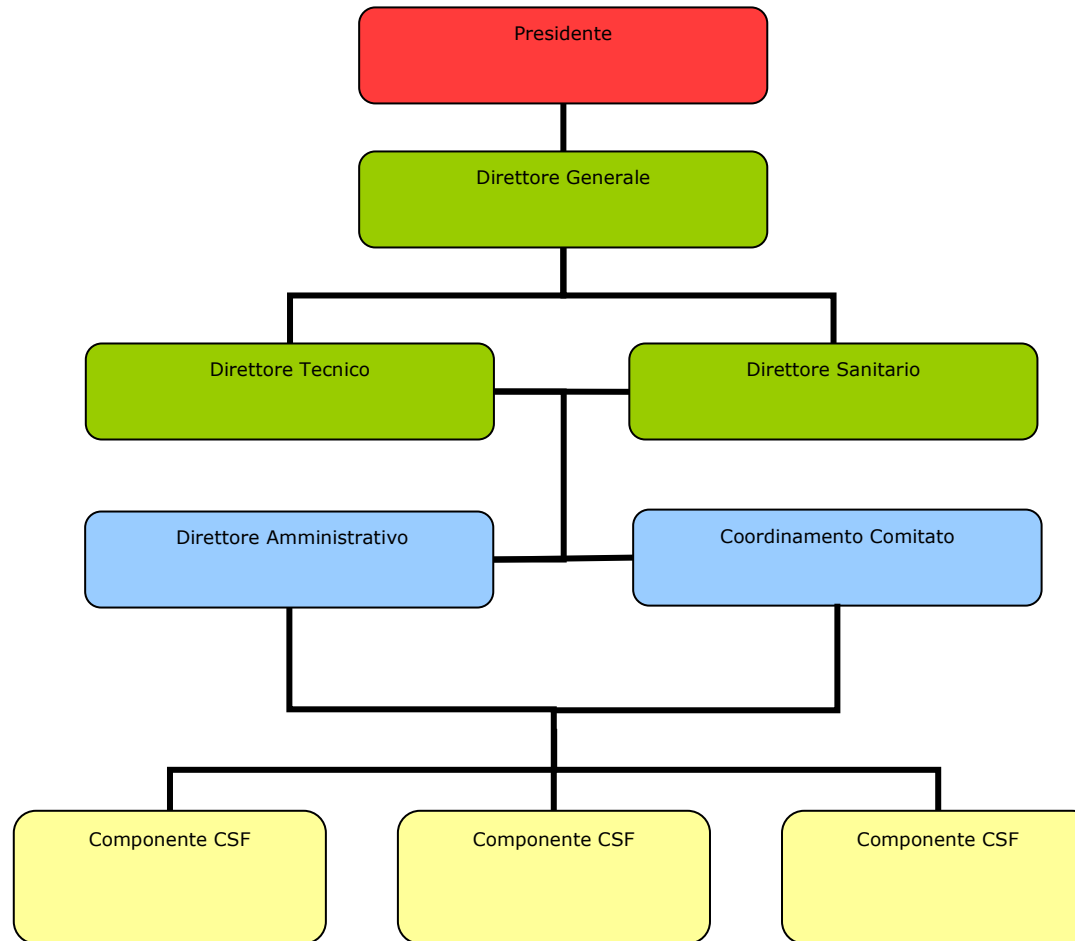 Presidente
Direttore Generale
Direttore Tecnico
Direttore Sanitario
Direttore Amministrativo
Coordinamento Comitato
Componente CSF
Componente CSF
Componente CSF